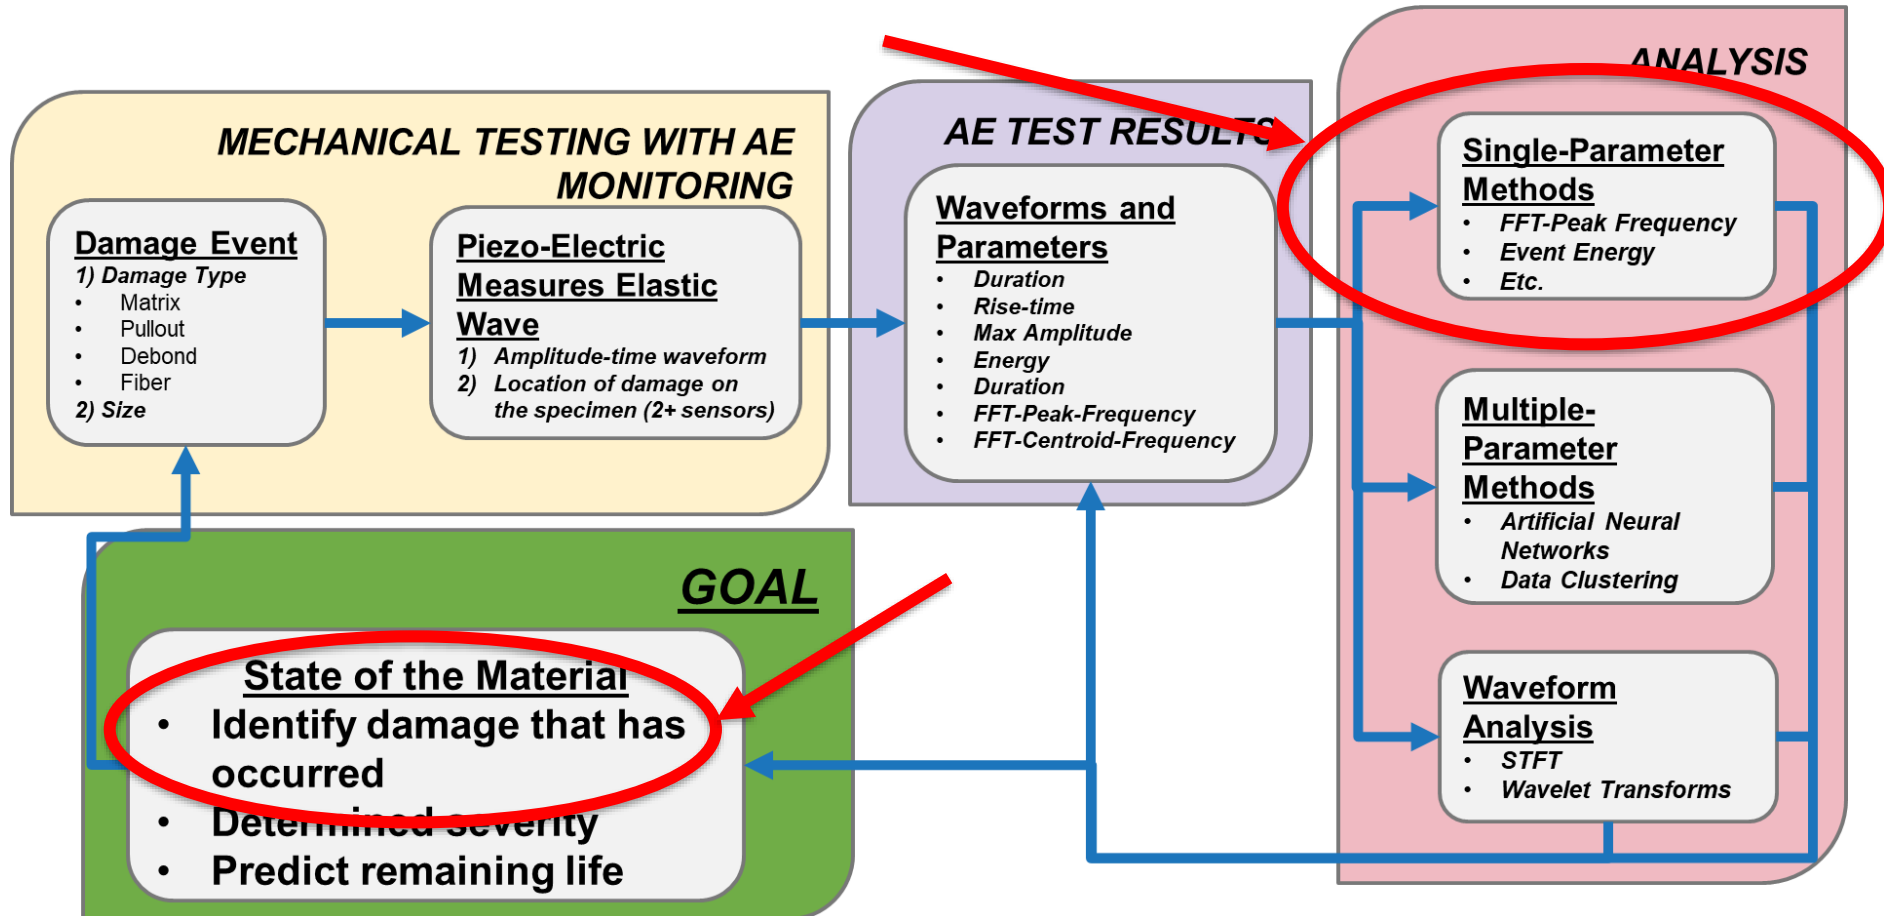 MECHANICAL TESTING WITH AE
MONITORING
Damage Event
1) Damage Type
• Matrix
• Pullout
• Debond
• Fiber
2) Size
Piezo-Electric
Measures Elastic
Wave
1) Amplitude-time waveform
2) Location of damage on
the specimen (2+ sensors)
AE TEST RESULTS
Waveforms and
Parameters
• Duration
• Rise-time
• Max Amplitude
• Energy
• Duration
• FFT-Peak-Frequency
• FFT-Centroid-Frequency
ANALYSIS
Single-Parameter
Methods
• FFT-Peak Frequency
• Event Energy
• Etc.
Multiple-
Parameter
Methods
• Artificial Neural
Networks
• Data Clustering
Waveform
Analysis
• STFT
• Wavelet Transforms
GOAL
State of the Material
• Identify damage that has
occurred
• Determined severity
• Predict remaining life